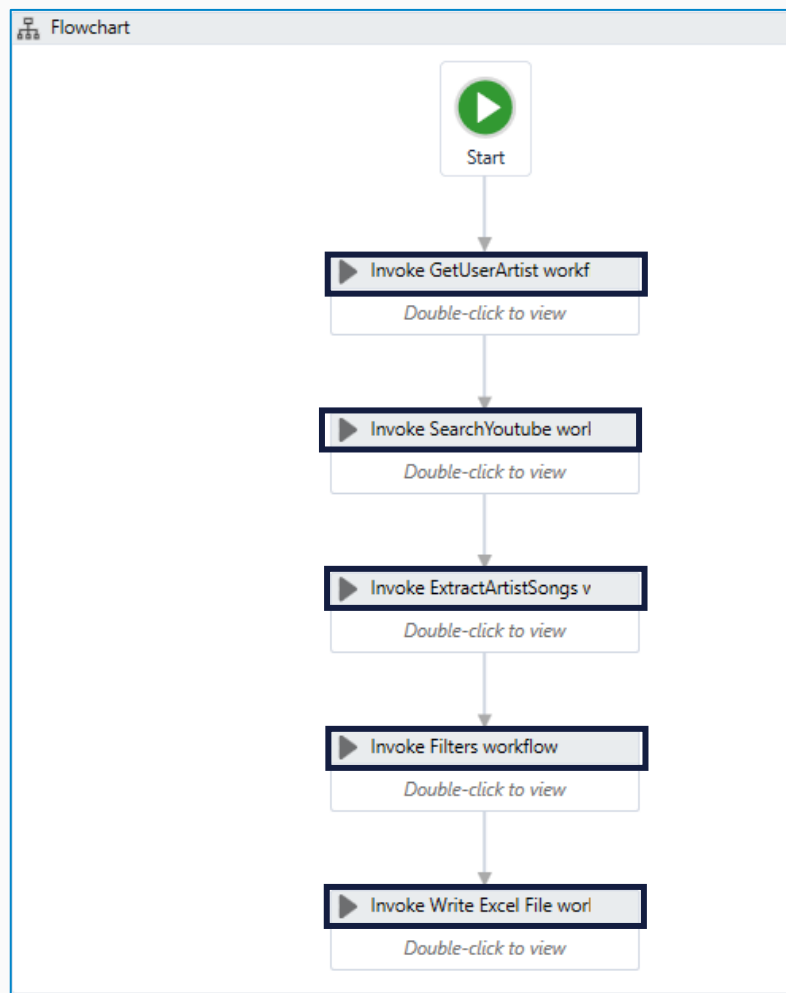 Flowchart
Start
Invoke GetUserArtist workf
Double-click to view
Invoke SearchYoutube worl
Double-click to view
Invoke ExtractArtistSongs v
Double-click to view
Invoke Filters workflow
Double-click to view
Invoke Write Excel File worl
Double-click to view